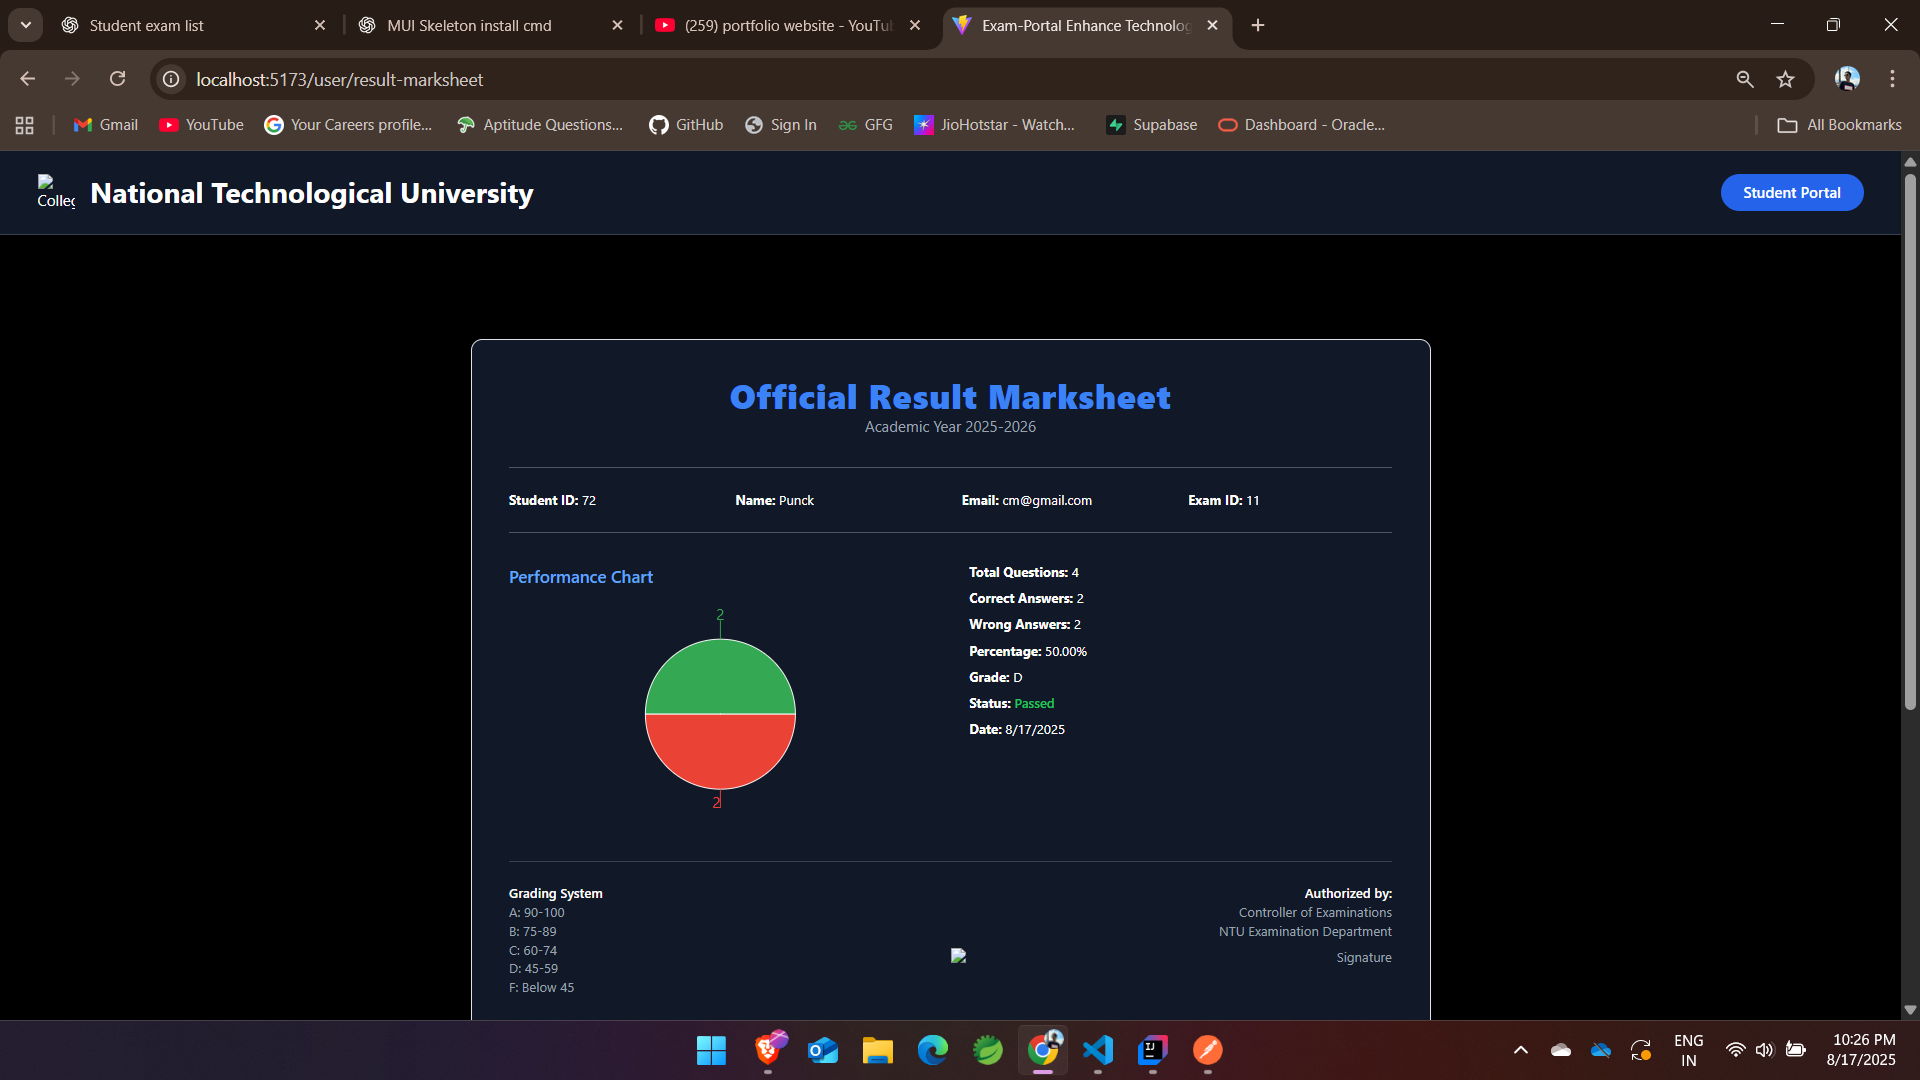 Student exam list
MUI Skeleton install cmd
(259) portfolio website - YouTu
Exam-Portal Enhance Technolog
localhost:5173/user/result-marksheet
Gmail
YouTube
Your Careers profile...
Aptitude Questions...
GitHub
Sign In
GFG
JioHotstar - Watch...
Supabase
Dashboard - Oracle...
All Bookmarks
Colleg
National Technological University
Student Portal
Official Result Marksheet
Academic Year 2025-2026
Student ID: 72
Name: Punck
Email: cm@gmail.com
Exam ID: 11
Performance Chart
2
2
Total Questions: 4
Correct Answers: 2
Wrong Answers: 2
Percentage: 50.00%
Grade: D
Status: Passed
Date: 8/17/2025
Grading System
A: 90-100
B: 75-89
C: 60-74
D: 45-59
F: Below 45
Authorized by:
Controller of Examinations
NTU Examination Department
Signature
ENG
IN
10:26 PM
8/17/2025